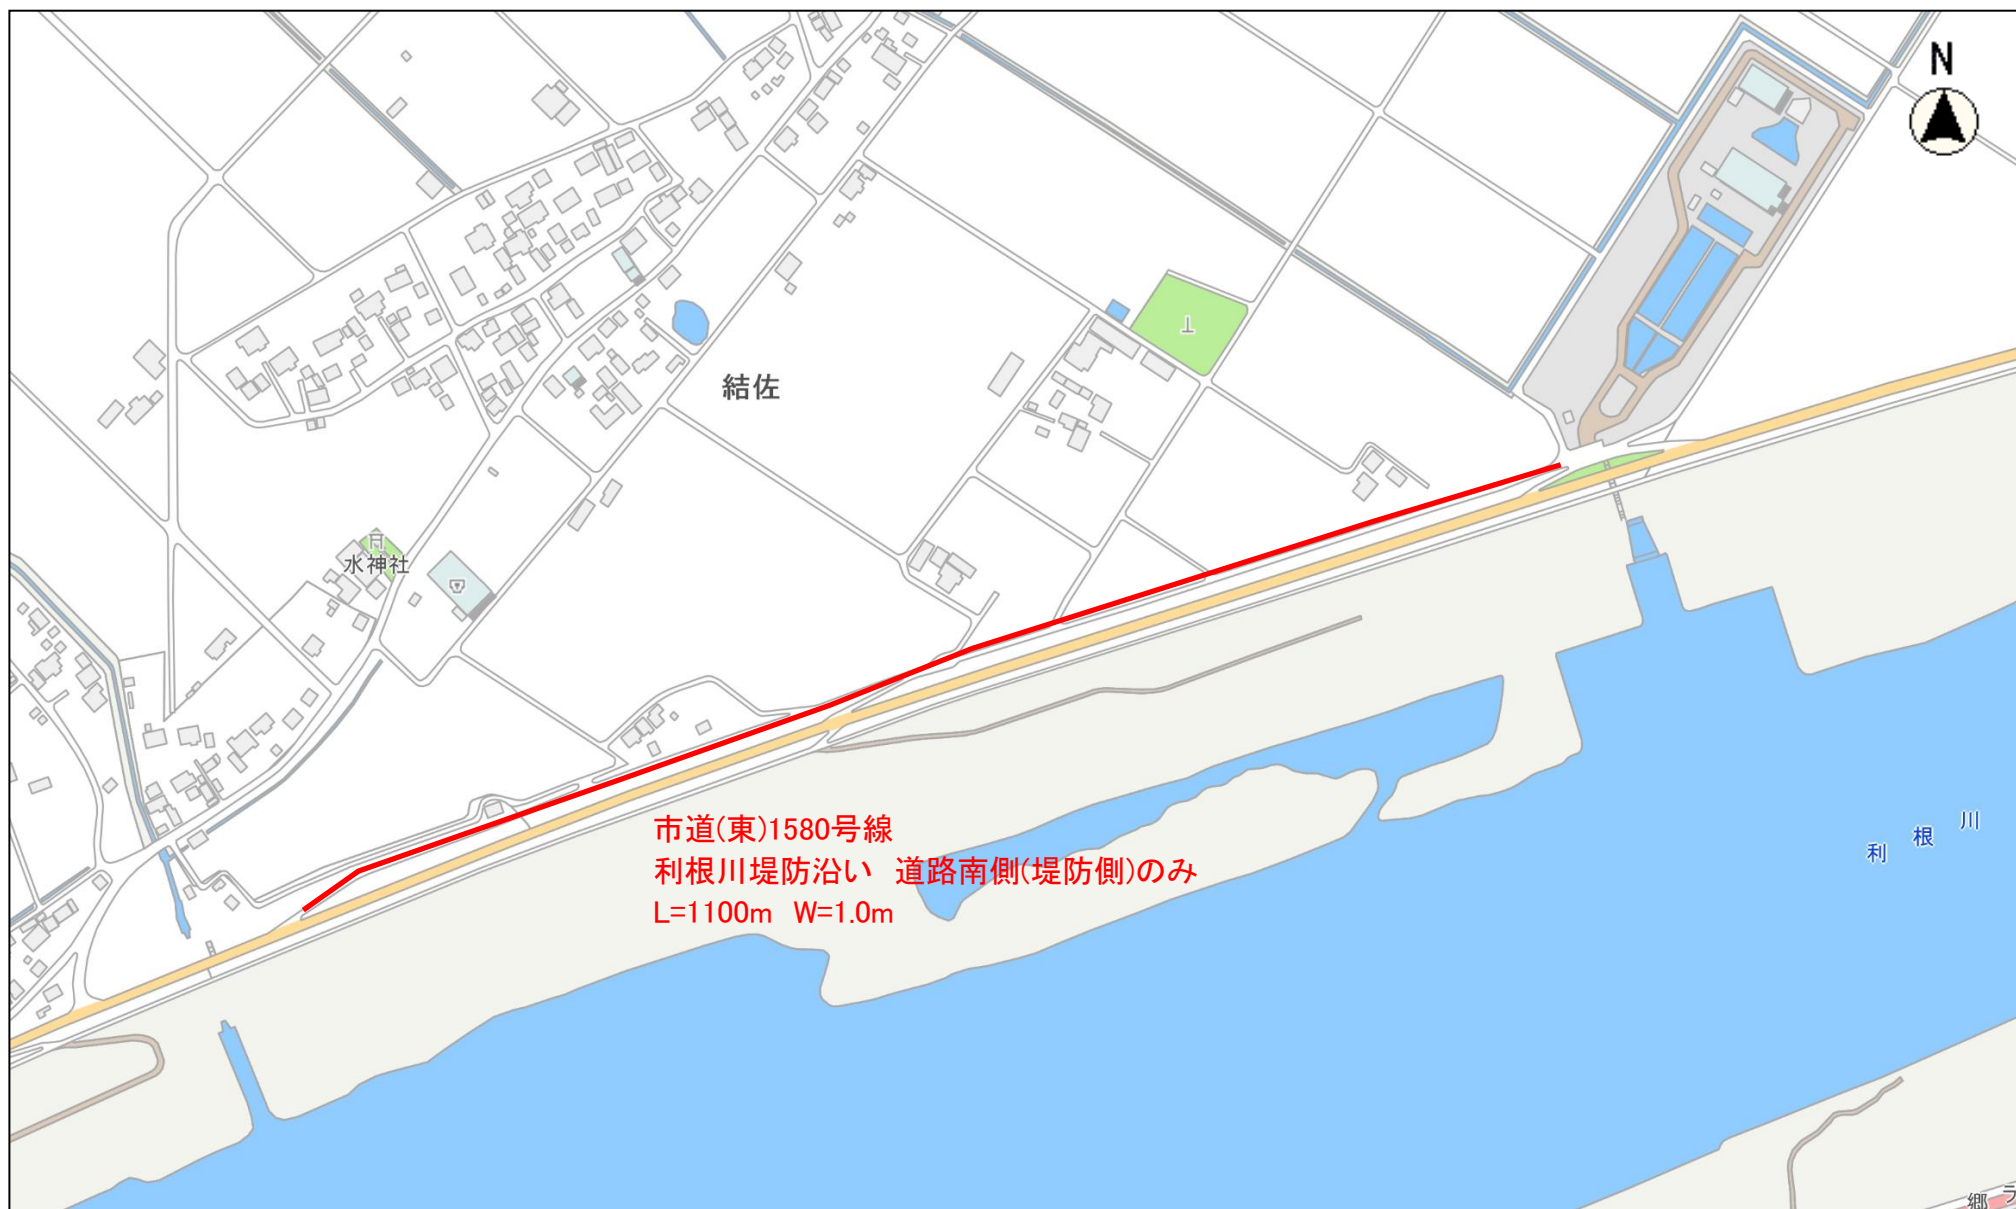 N
結佐
水神社
市道(東)1580号線
利根川堤防沿い 道路南側(堤防側)のみ
L=1100m W=1.0m
利根川
郷